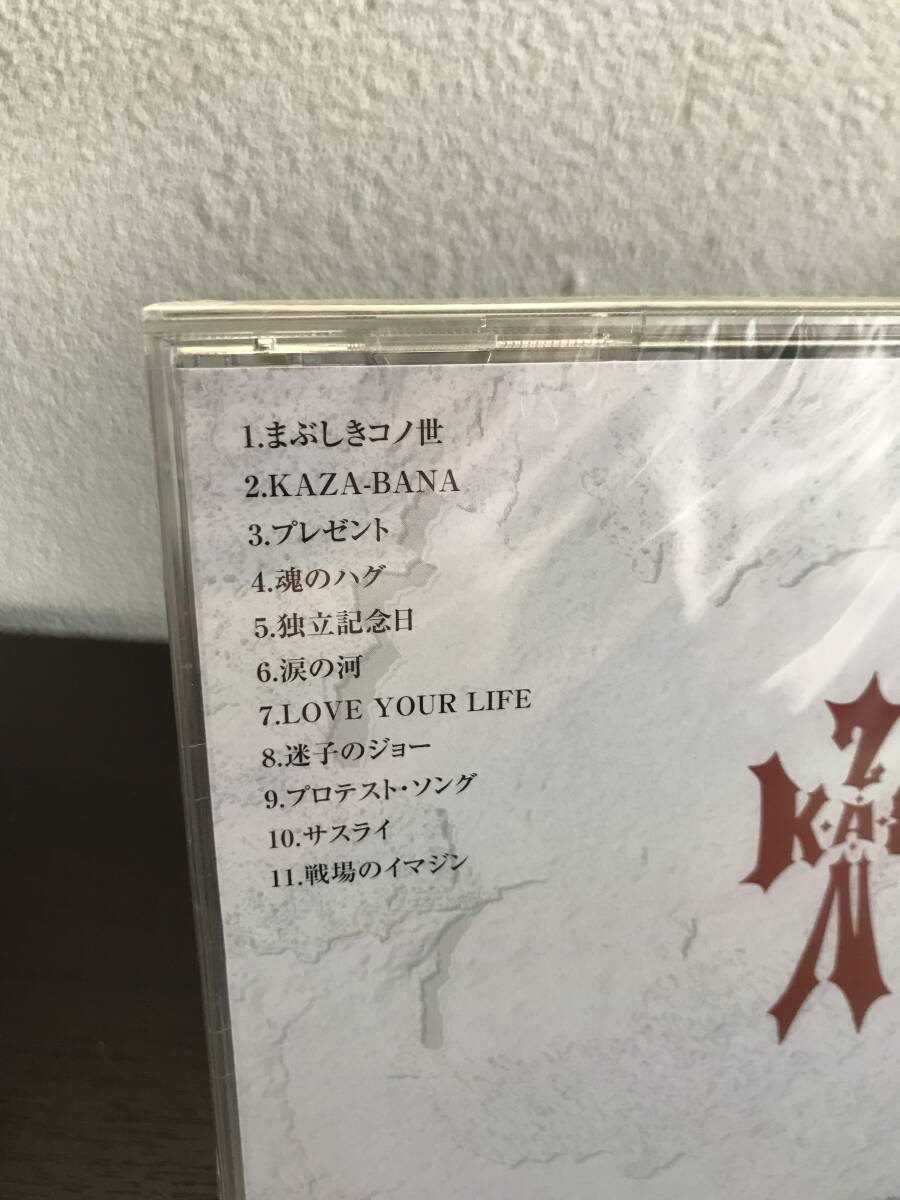 1.まぶしきコノ世
2.KAZA-BANA
3.プレゼント
4.魂のハグ
5.独立記念日
6.涙の河
7.LOVE YOUR LIFE
8.迷子のジョー
9.プロテスト・ソング
10.サスライ
11.戦場のイマジン